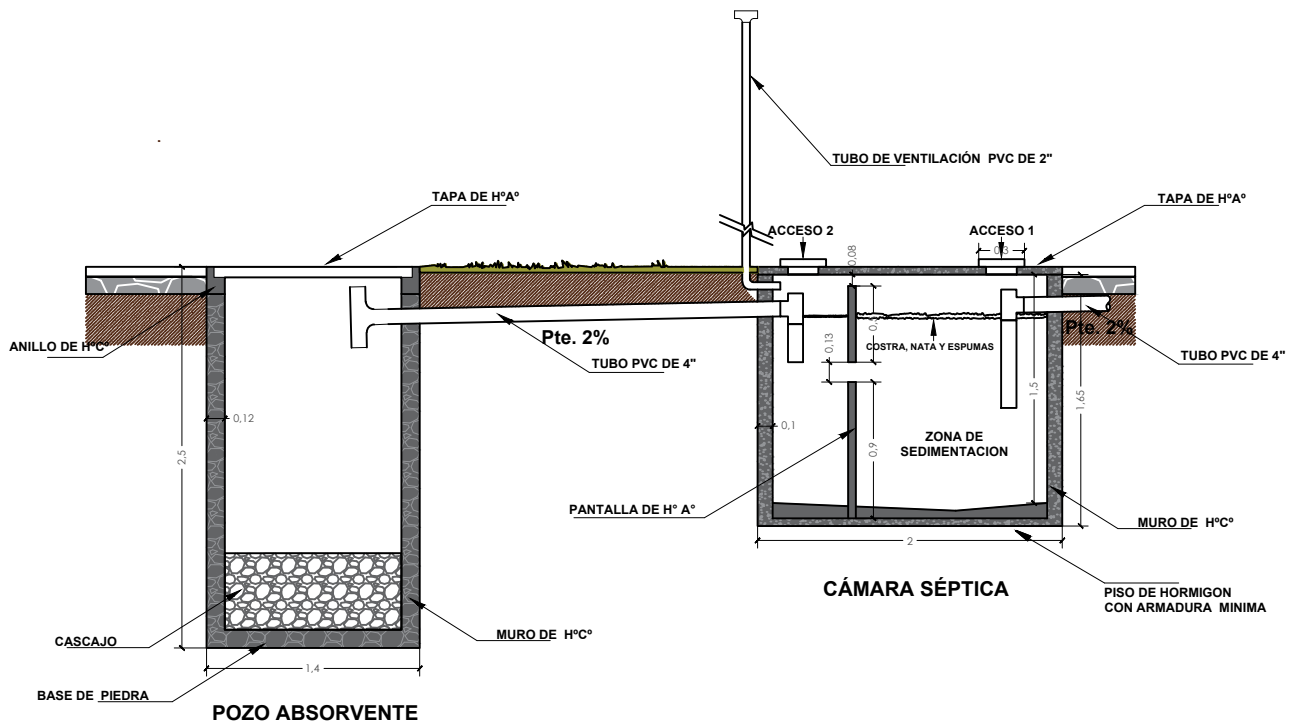 TUBO DE VENTILACIÓN PVC DE 2"
TAPA DE HºAº
TAPA DE HºAº
ACCESO 2
ACCESO 1
0,08
ANILLO DE HºCº
Pte. 2%
TUBO PVC DE 4"
COSTRA, NATA Y ESPUMAS
Pte. 2%
TUBO PVC DE 4"
0,13
1,5
1,65
0,12
0,1
2,5
0,9
ZONA DE
SEDIMENTACION
PANTALLA DE H° A°
MURO DE HºCº
2
CÁMARA SÉPTICA
PISO DE HORMIGON
CON ARMADURA MINIMA
CASCAJO
MURO DE HºCº
1,4
BASE DE PIEDRA
POZO ABSORVENTE